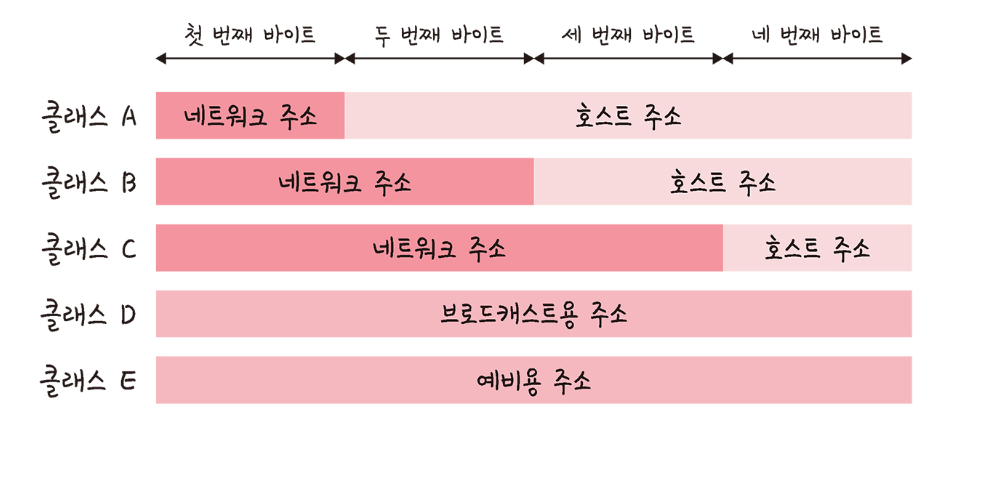 첫 번째 바이트 두 번째 바이트 세 번째 바이트 네 번째 바이트
클래스 A 네트워크 주소 호스트 주소
클래스 B 네트워크 주소 호스트 주소
클래스 C 네트워크 주소 호스트 주소
클래스 D 브로드캐스트용 주소
클래스 E 예비용 주소